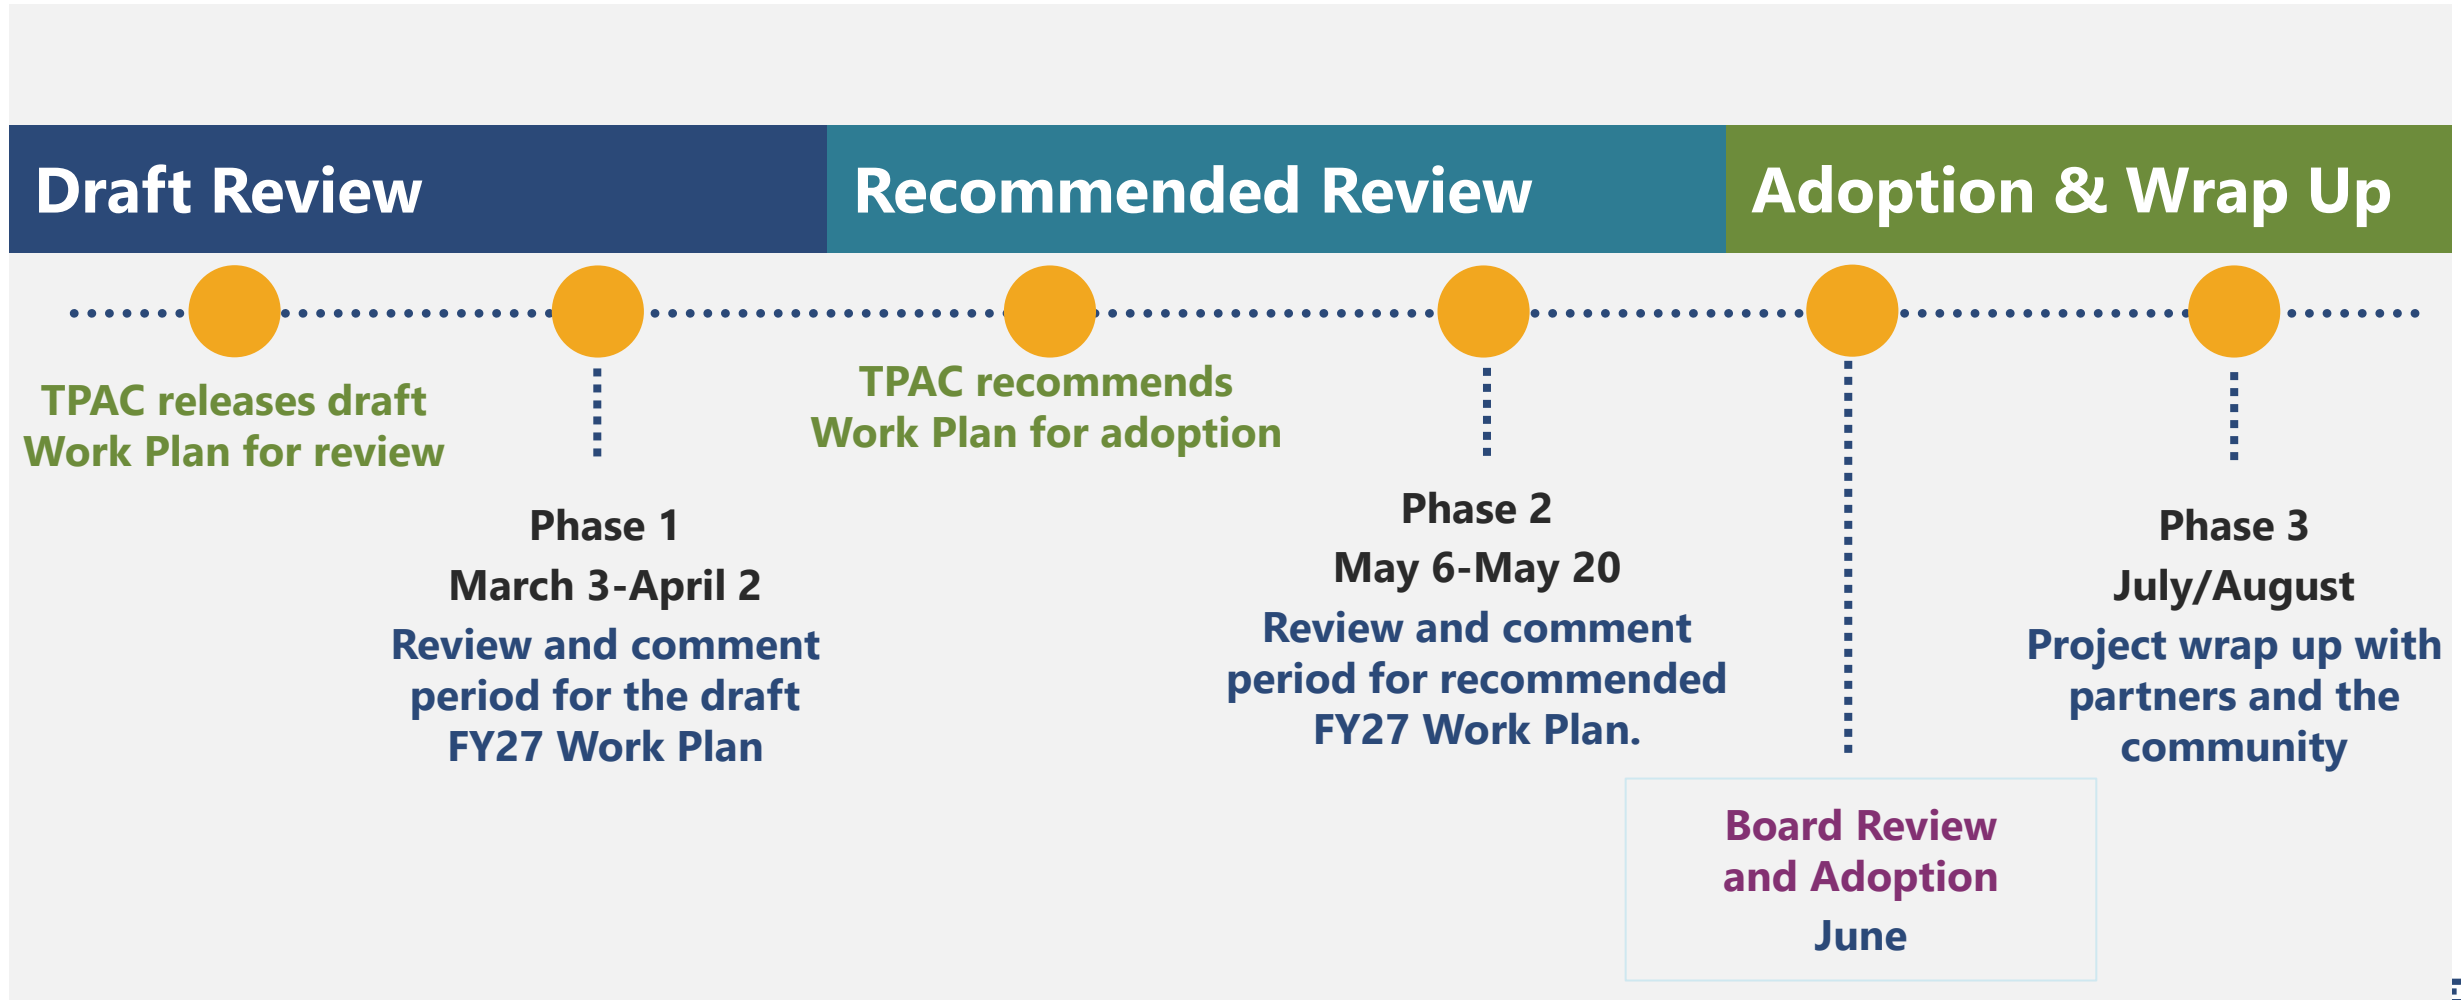 Draft Review
Recommended Review
Adoption & Wrap Up
TPAC releases draft
Work Plan for review
Phase 1
March 3-April 2
Review and comment
period for the draft
FY27 Work Plan
TPAC recommends
Work Plan for adoption
Phase 2
May 6-May 20
Review and comment
period for recommended
FY27 Work Plan.
Board Review
and Adoption
June
Phase 3
July/August
Project wrap up with
partners and the
community